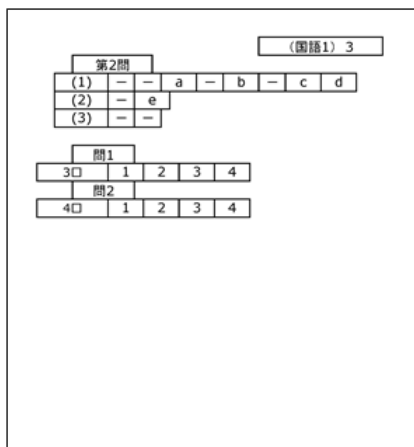 (国語1) 3
第2問
(1) － － a － b － c d
(2) － e
(3) － －
問1
3□ 1 2 3 4
問2
4□ 1 2 3 4